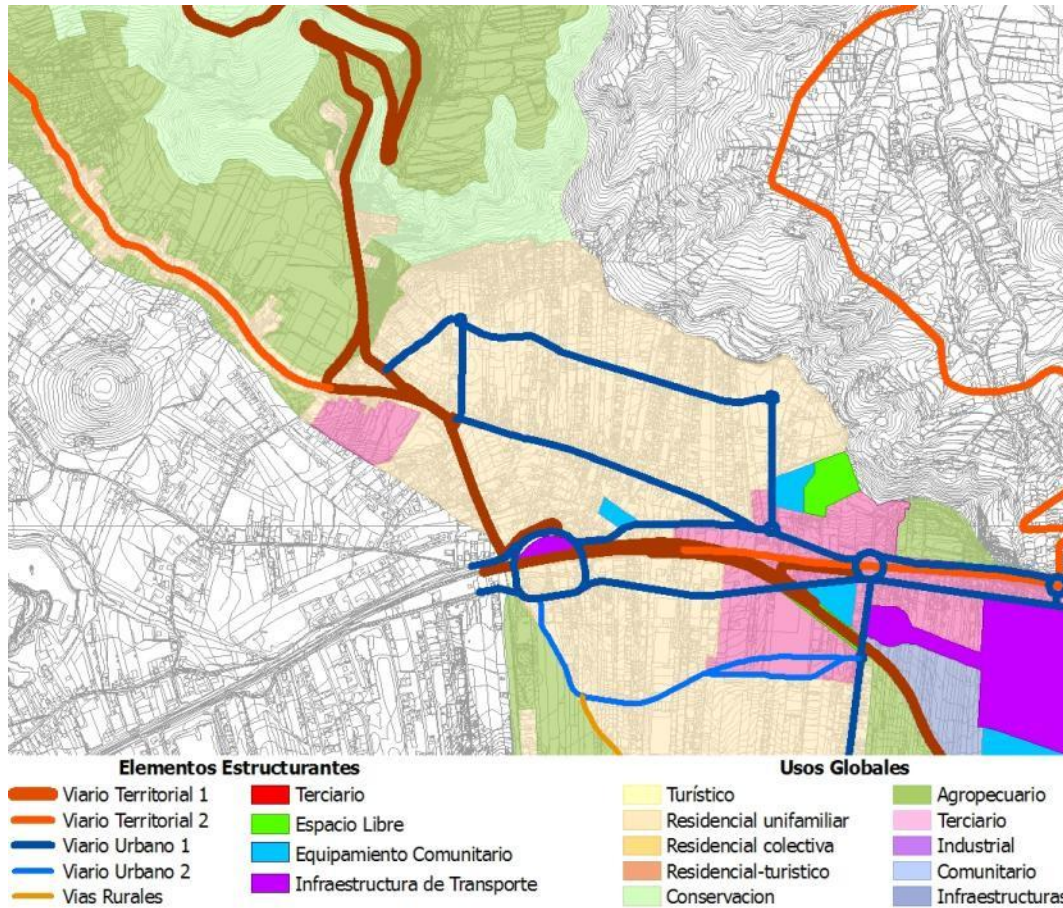 Elementos Estructurantes
Viario Territorial 1
Viario Territorial 2
Viario Urbano 1
Viario Urbano 2
Vias Rurales
Terciario
Espacio Libre
Equipamiento Comunitario
Infraestructura de Transporte
Usos Globales
Turístico
Residencial unifamiliar
Residencial colectiva
Residencial-turistico
Conservacion
Agropecuario
Terciario
Industrial
Comunitario
Infraestructuras